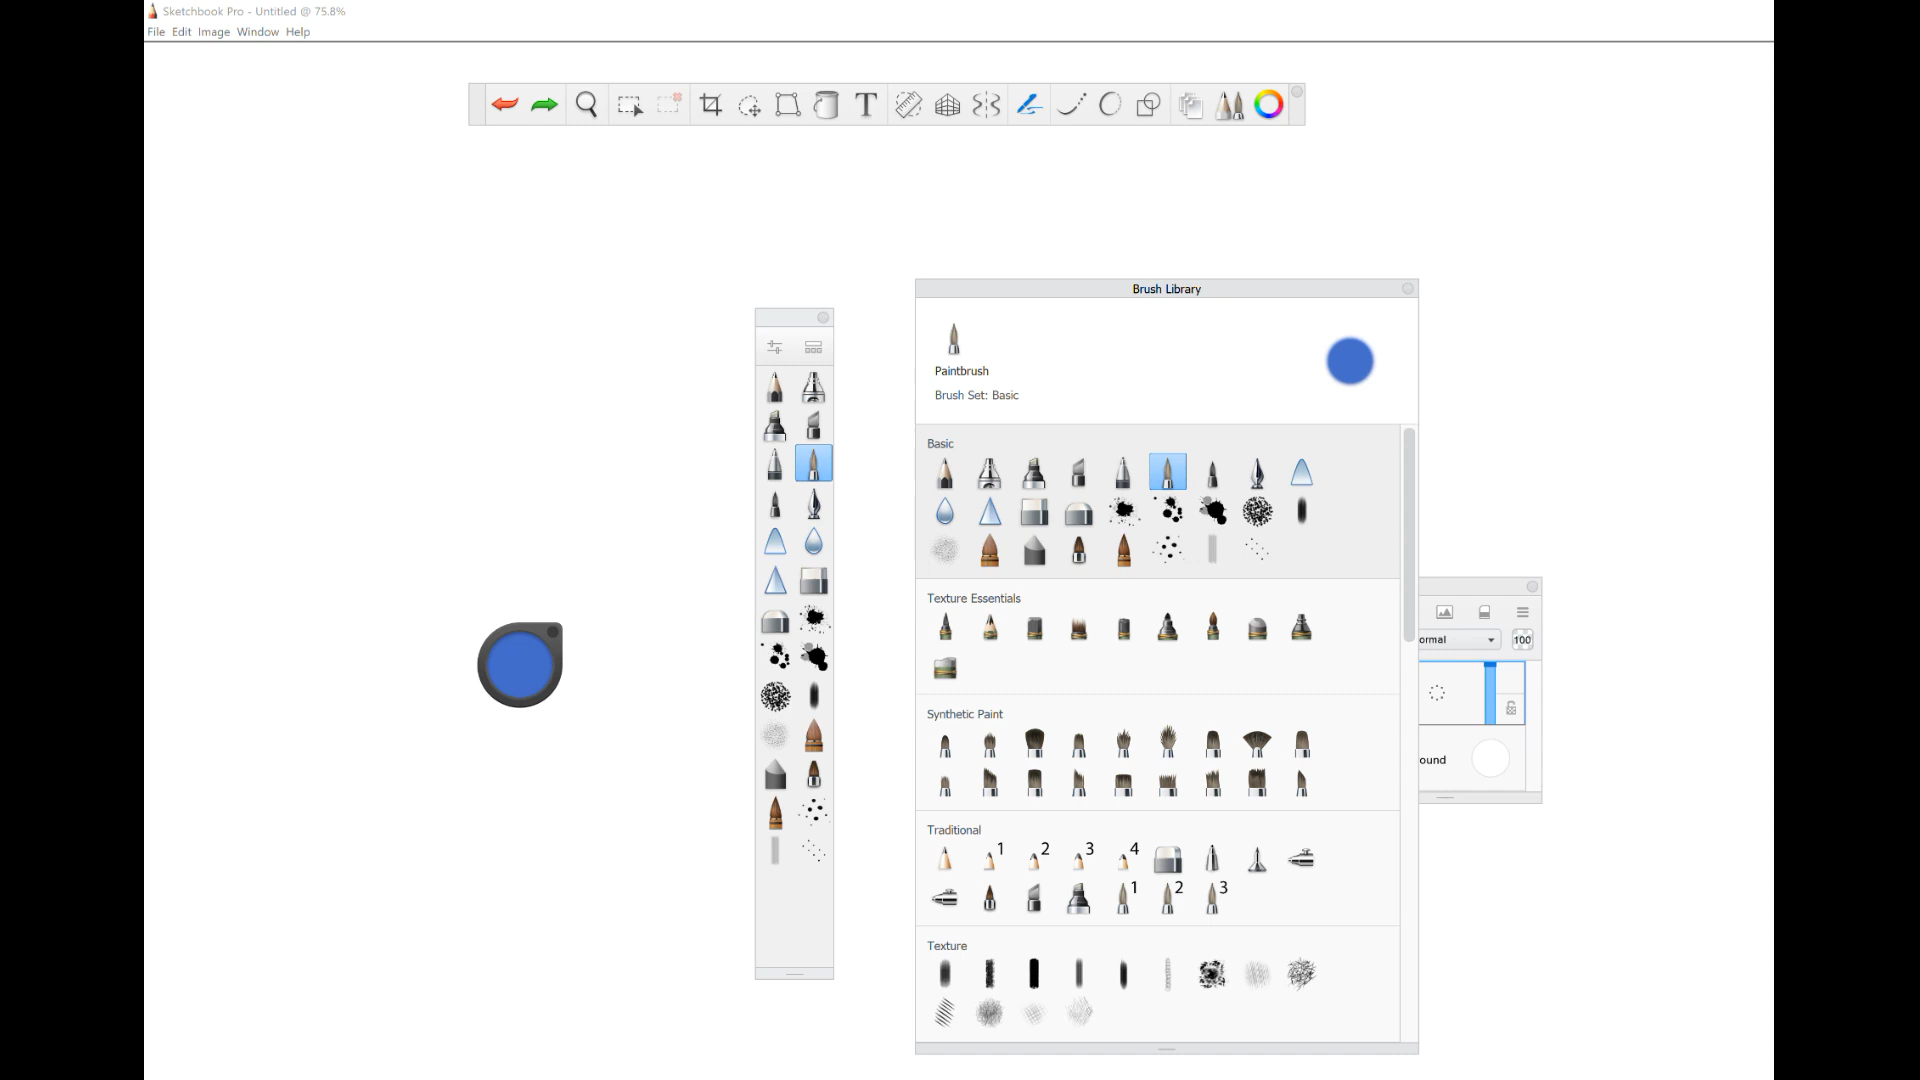 Sketchbook Pro - Untitled @ 75.8%
File Edit Image Window Help
T
Brush Library
Paintbrush
Brush Set: Basic
Basic
Texture Essentials
ormal
100
Synthetic Paint
ound
Traditional
1 2 3 4
1 2 3
Texture